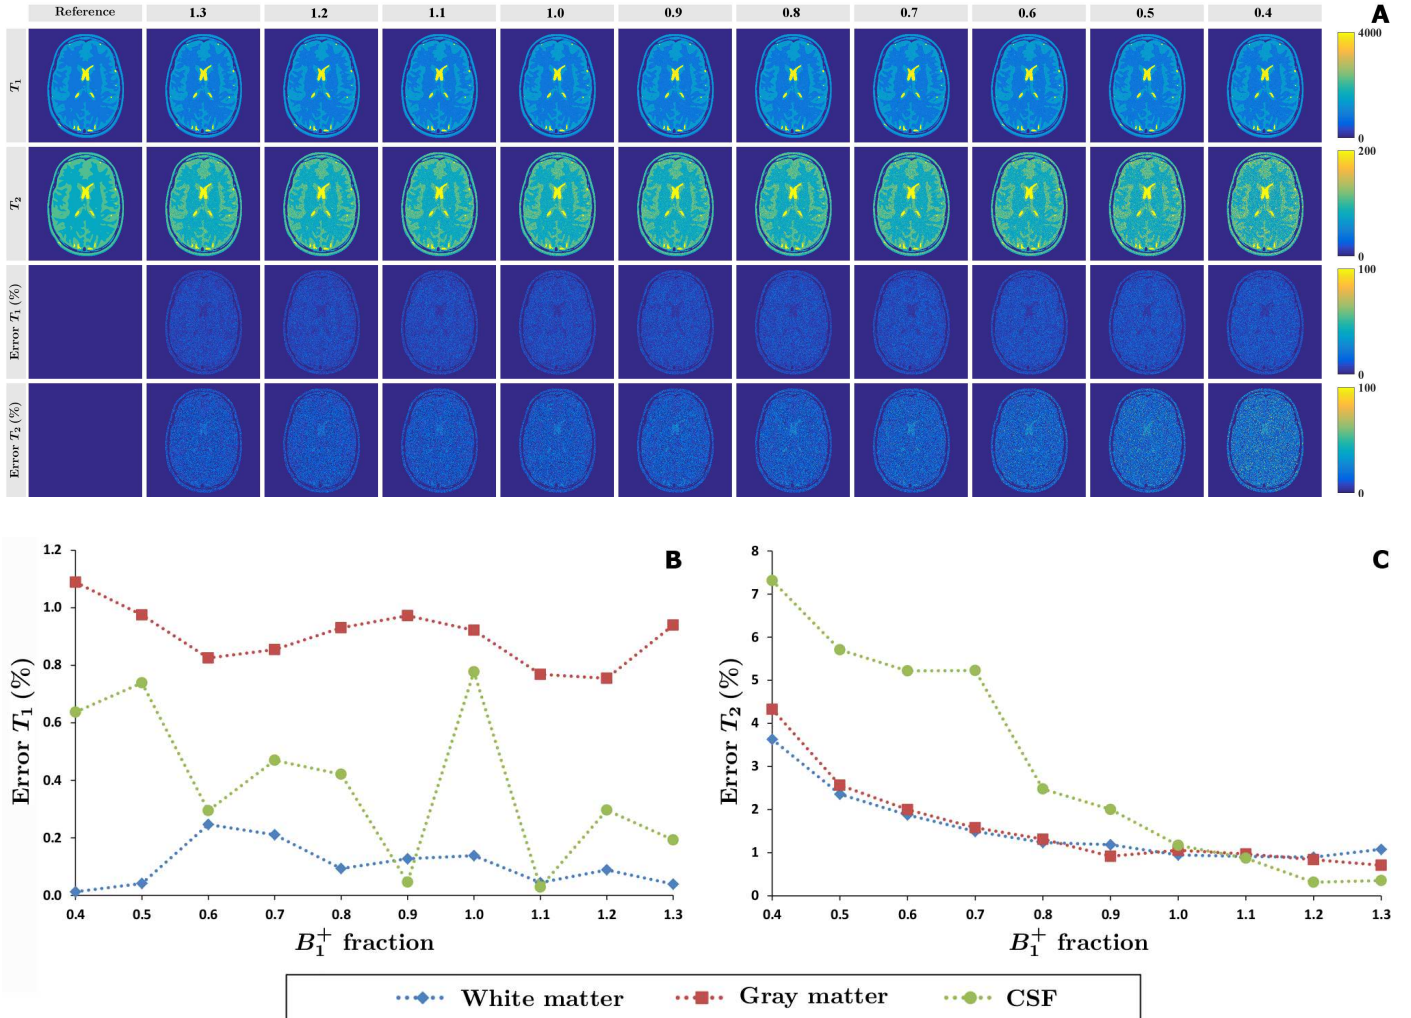 Reference 1.3 1.2 1.1 1.0 0.9 0.8 0.7 0.6 0.5 0.4 A
T1
4000
0
T2
200
0
Error T1 (%)
100
0
Error T2 (%)
100
0
B
1.2
1.0
0.8
0.6
0.4
0.2
0.0
Error T1 (%)
0.4 0.5 0.6 0.7 0.8 0.9 1.0 1.1 1.2 1.3
B1+ fraction
C
8
7
6
5
4
3
2
1
0
Error T2 (%)
0.4 0.5 0.6 0.7 0.8 0.9 1.0 1.1 1.2 1.3
B1+ fraction
White matter Gray matter CSF